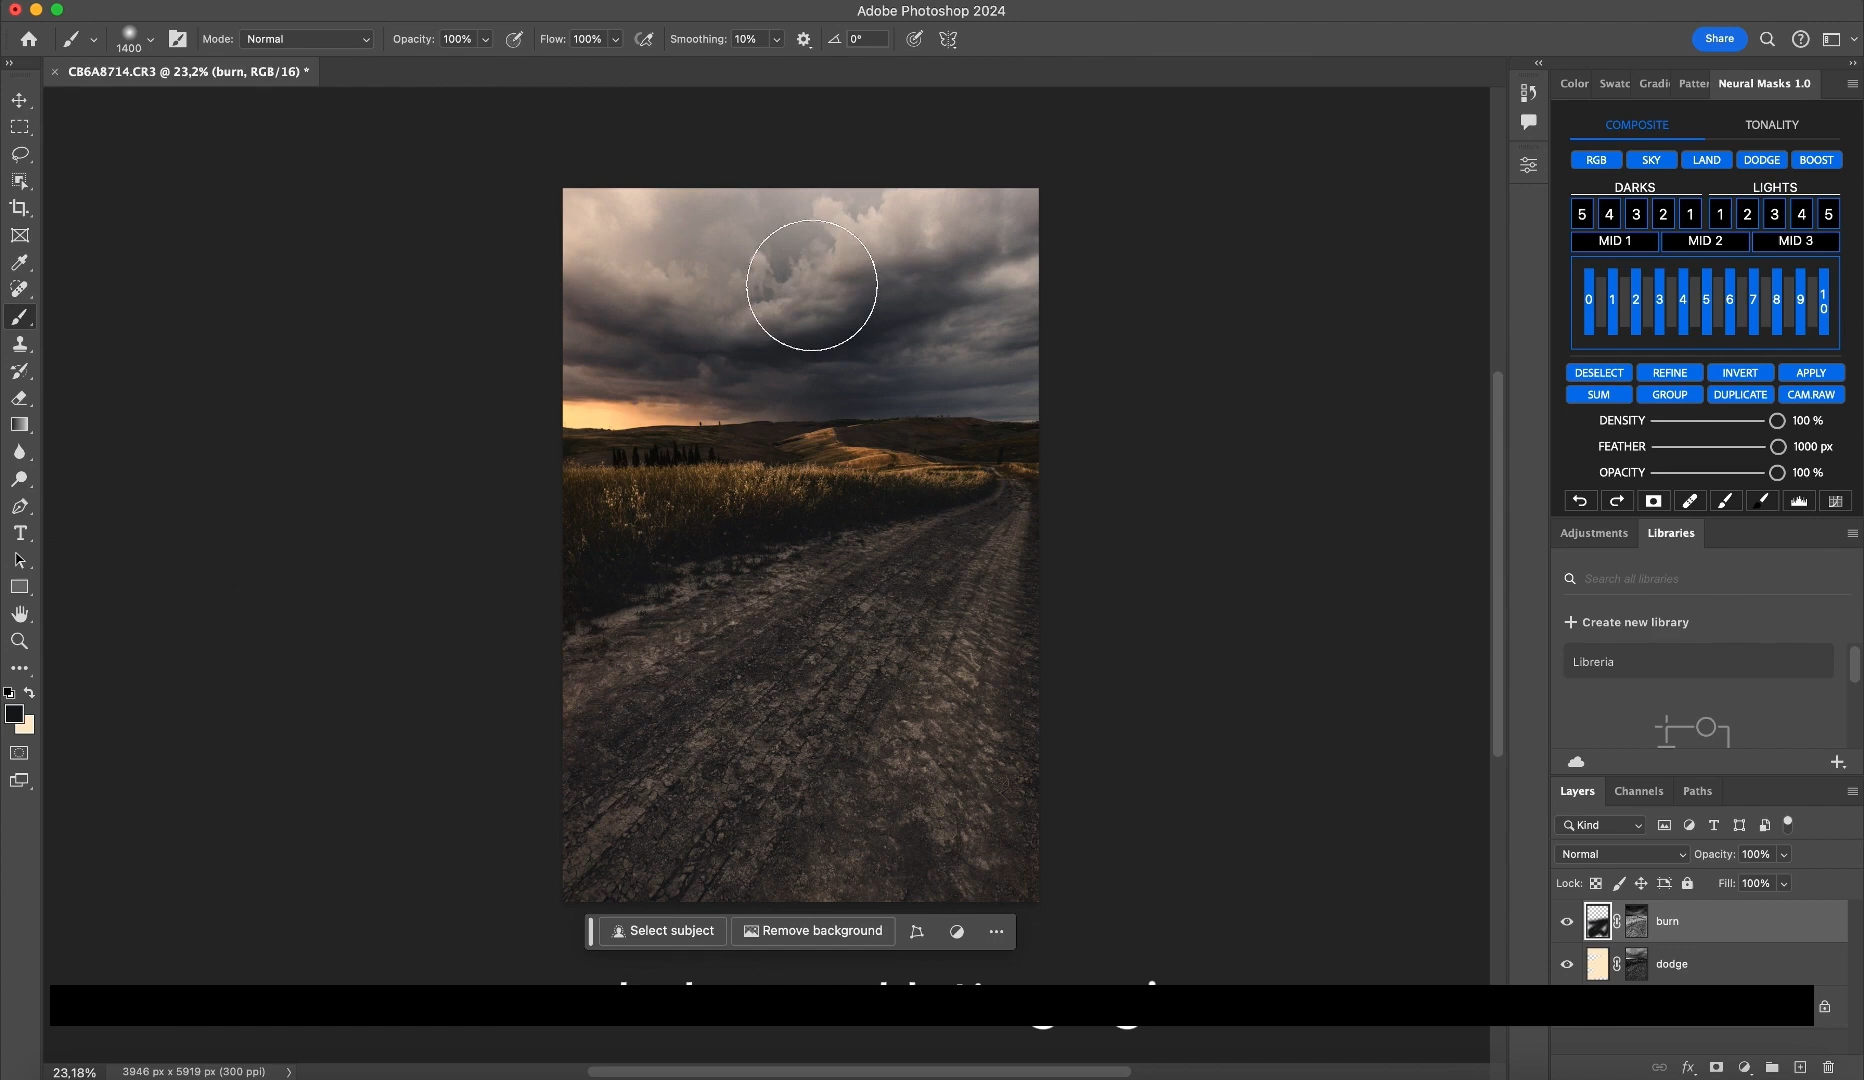 Adobe Photoshop 2024
1400 Mode: Normal Opacity: 100% Flow: 100% Smoothing: 10% 0° Share
CB6A8714.CR3 @ 23,2% (burn, RGB/16) *
Color Swatc Gradi Patter Neural Masks 1.0
COMPOSITE TONALITY
RGB SKY LAND DODGE BOOST
DARKS LIGHTS
5 4 3 2 1 1 2 3 4 5
MID 1 MID 2 MID 3
0 1 2 3 4 5 6 7 8 9 10
DESELECT REFINE INVERT APPLY
SUM GROUP DUPLICATE CAM.RAW
DENSITY 100 %
FEATHER 1000 px
OPACITY 100 %
Adjustments Libraries
Search all libraries
Create new library
Libreria
Layers Channels Paths
Kind
Normal Opacity: 100%
Lock: Fill: 100%
burn
dodge
Select subject Remove background
23,18% 3946 px x 5919 px (300 ppi)